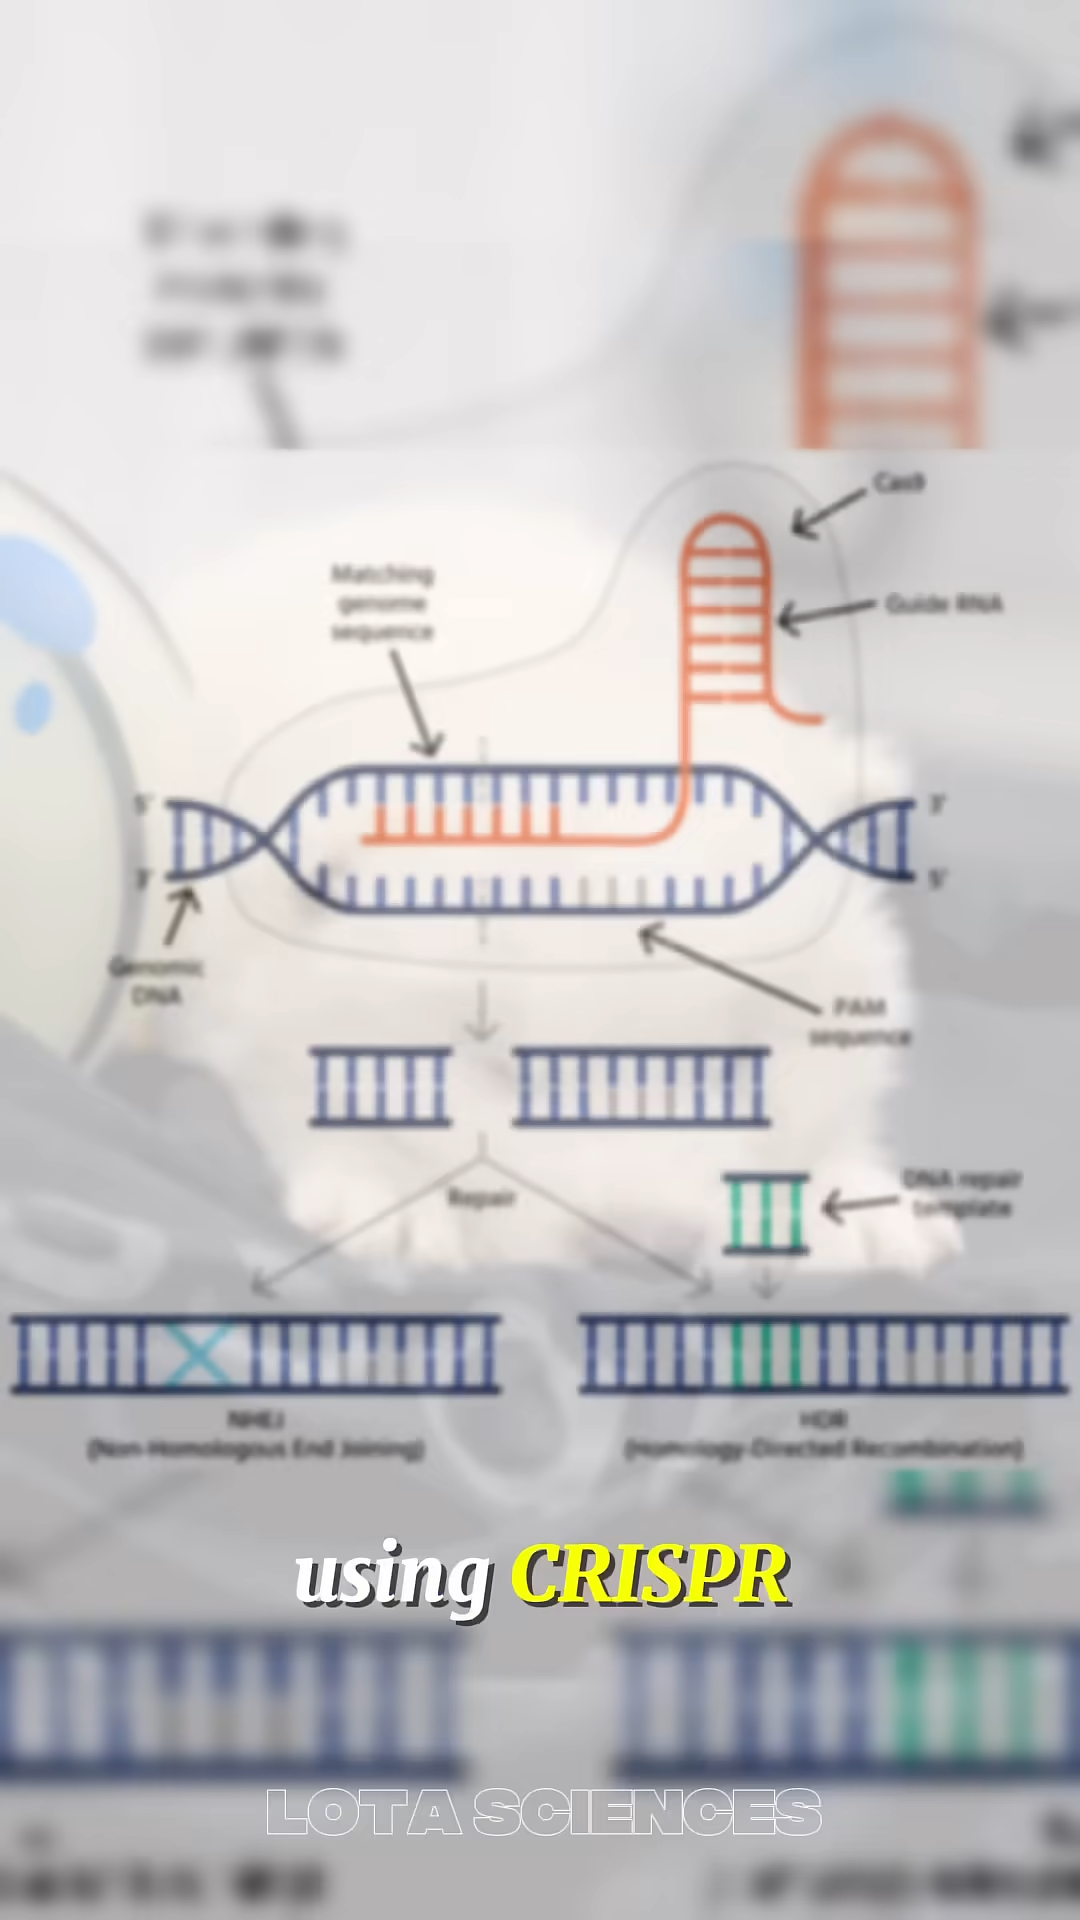 Cas9
Matching
genome
sequence
Guide RNA
5'
3'
3'
5'
Genomic
DNA
PAM
sequence
Repair
DNA repair
template
NHEJ
(Non-Homologous End Joining)
HDR
(Homology-Directed Recombination)
using CRISPR
LOTA SCIENCES